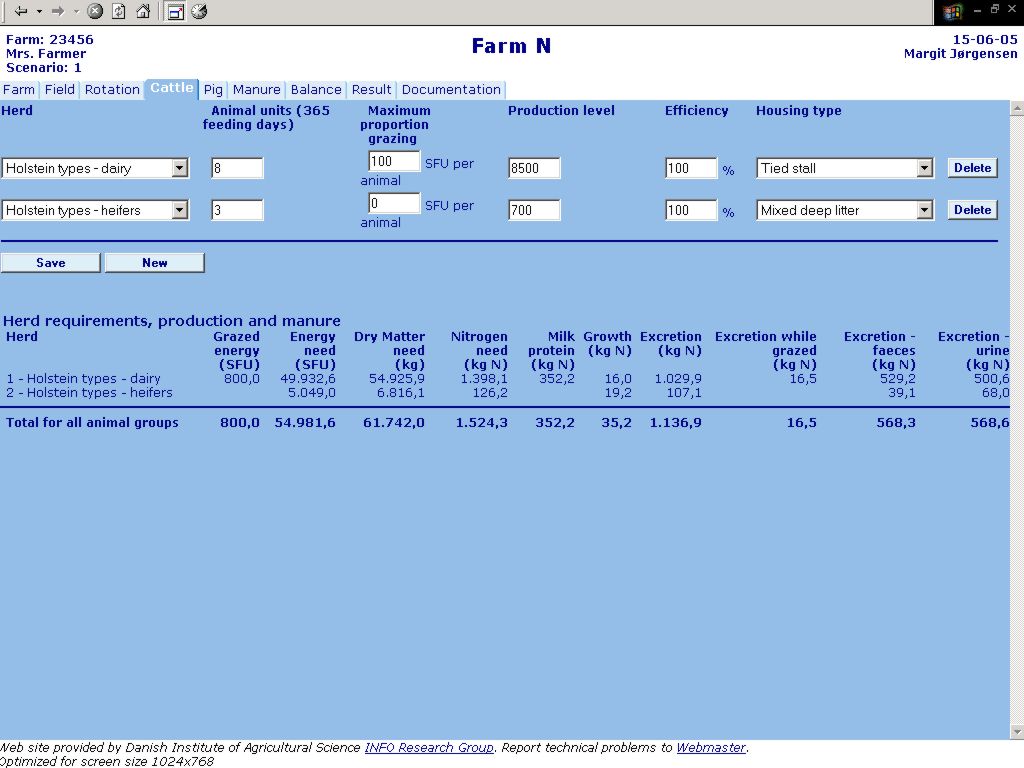 Farm: 23456
Mrs. Farmer
Scenario: 1
Farm N
15-06-05
Margit Jørgensen
Farm Field Rotation Cattle Pig Manure Balance Result Documentation
Herd Animal units (365 feeding days) Maximum proportion grazing Production level Efficiency Housing type
Holstein types - dairy 8 100 SFU per animal 8500 100 % Tied stall Delete
Holstein types - heifers 3 0 SFU per animal 700 100 % Mixed deep litter Delete
Save New
Herd requirements, production and manure
Herd Grazed energy (SFU) Energy need (SFU) Dry Matter need (kg) Nitrogen need (kg N) Milk protein (kg N) Growth (kg N) Excretion (kg N) Excretion while grazed (kg N) Excretion - faeces (kg N) Excretion - urine (kg N)
1 - Holstein types - dairy 800,0 49.932,6 54.925,9 1.398,1 352,2 16,0 1.029,9 16,5 529,2 500,6
2 - Holstein types - heifers 5.049,0 6.816,1 126,2 19,2 107,1 39,1 68,0
Total for all animal groups 800,0 54.981,6 61.742,0 1.524,3 352,2 35,2 1.136,9 16,5 568,3 568,6
Web site provided by Danish Institute of Agricultural Science INFO Research Group. Report technical problems to Webmaster.
Optimized for screen size 1024x768